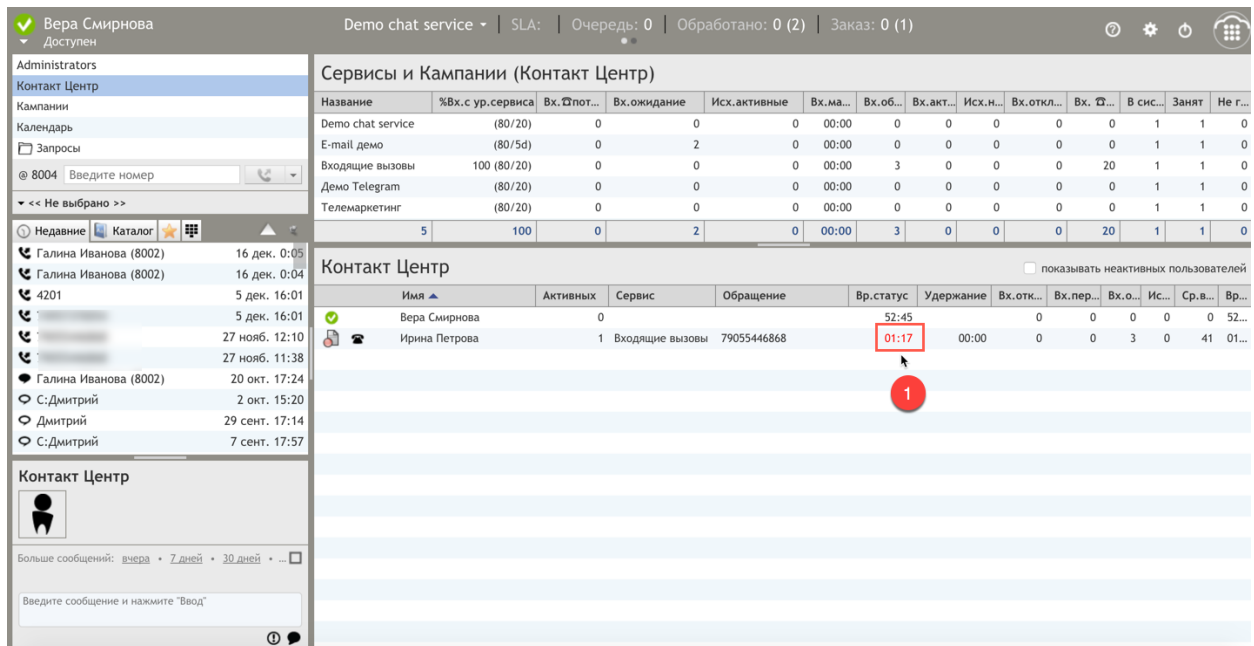 Вера Смирнова
Доступен
Demo chat service
SLA:
Очередь: 0
Обработано: 0 (2)
Заказ: 0 (1)
Administrators
Контакт Центр
Кампании
Календарь
Запросы
@ 8004 Введите номер
<< Не выбрано >>
Недавние Каталог
Галина Иванова (8002) 16 дек. 0:05
Галина Иванова (8002) 16 дек. 0:04
4201 5 дек. 16:01
5 дек. 16:01
27 нояб. 12:10
27 нояб. 11:38
Галина Иванова (8002) 20 окт. 17:24
С:Дмитрий 2 окт. 15:20
Дмитрий 29 сент. 17:14
С:Дмитрий 7 сент. 17:57
Контакт Центр
Больше сообщений: вчера • 7 дней • 30 дней • ...
Введите сообщение и нажмите "Ввод"
Сервисы и Кампании (Контакт Центр)
Название %Вх.с ур.сервиса Вх.☎пот... Вх.ожидание Исх.активные Вх.ма... Вх.об... Вх.акт... Исх.н... Вх.откл... Вх. ☎... В сис... Занят Не г...
Demo chat service (80/20) 0 0 0 00:00 0 0 0 0 0 1 1 0
E-mail демо (80/5d) 0 2 0 00:00 0 0 0 0 0 1 1 0
Входящие вызовы 100 (80/20) 0 0 0 00:00 3 0 0 0 20 1 1 0
Демо Telegram (80/20) 0 0 0 00:00 0 0 0 0 0 1 1 0
Телемаркетинг (80/20) 0 0 0 00:00 0 0 0 0 0 1 1 0
5 100 0 2 0 00:00 3 0 0 0 20 1 1 0
Контакт Центр
показывать неактивных пользователей
Имя Активных Сервис Обращение Вр.статус Удержание Вх.отк... Вх.пер... Вх.о... Ис... Ср.в... Вр...
Вера Смирнова 0 52:45 0 0 0 0 0 52...
Ирина Петрова 1 Входящие вызовы 79055446868 01:17 00:00 0 0 3 0 41 01...
1